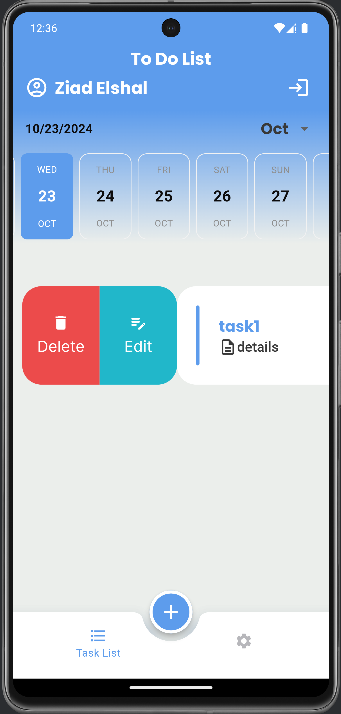 12:36
To Do List
Ziad Elshal
10/23/2024
Oct
WED THU FRI SAT SUN
23 24 25 26 27
OCT OCT OCT OCT OCT
task1
details
Delete Edit
Task List